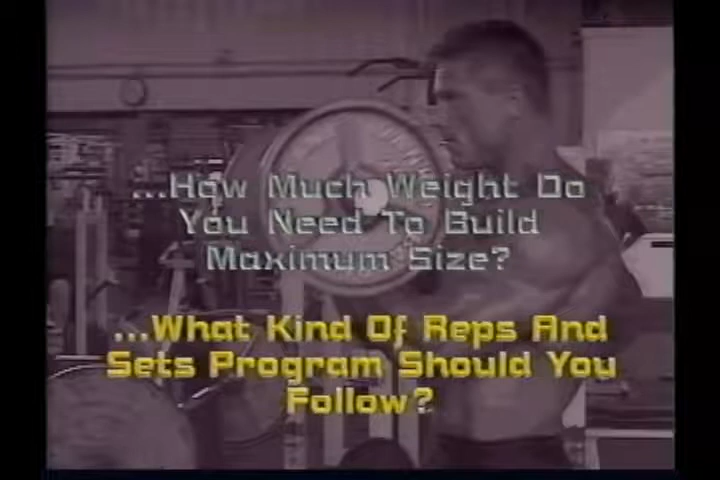 ...How Much Weight Do
You Need To Build
Maximum Size?
...What Kind Of Reps And
Sets Program Should You
Follow?